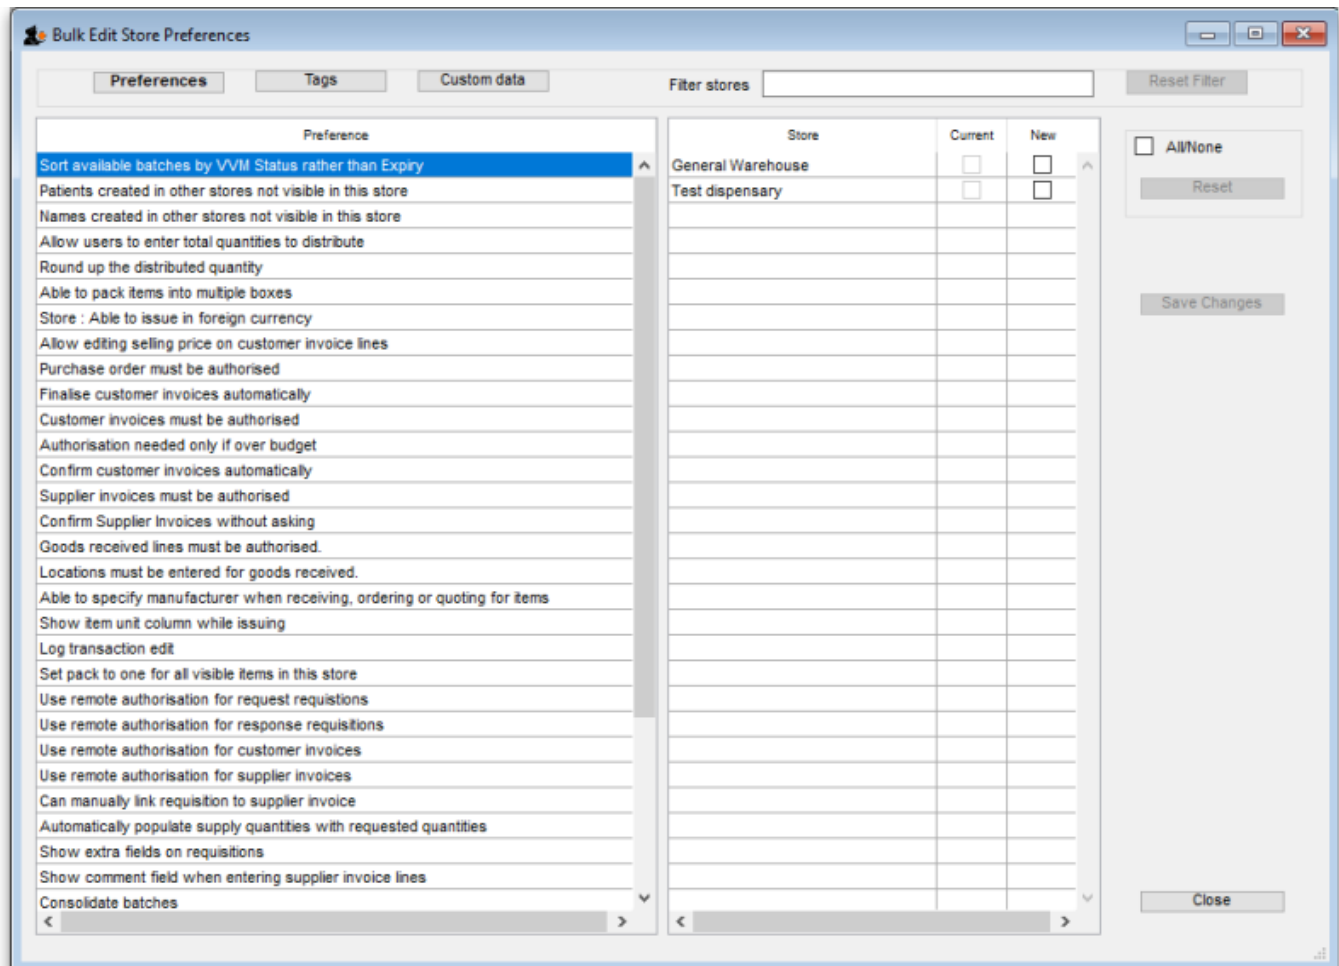 Bulk Edit Store Preferences
Preferences Tags Custom data Filter stores Reset Filter
Preference Store Current New
All/None
Sort available batches by VVM Status rather than Expiry General Warehouse
Patients created in other stores not visible in this store Test dispensary
Reset
Names created in other stores not visible in this store
Allow users to enter total quantities to distribute
Round up the distributed quantity
Able to pack items into multiple boxes
Save Changes
Store : Able to issue in foreign currency
Allow editing selling price on customer invoice lines
Purchase order must be authorised
Finalise customer invoices automatically
Customer invoices must be authorised
Authorisation needed only if over budget
Confirm customer invoices automatically
Supplier invoices must be authorised
Confirm Supplier Invoices without asking
Goods received lines must be authorised.
Locations must be entered for goods received.
Able to specify manufacturer when receiving, ordering or quoting for items
Show item unit column while issuing
Log transaction edit
Set pack to one for all visible items in this store
Use remote authorisation for request requistions
Use remote authorisation for response requisitions
Use remote authorisation for customer invoices
Use remote authorisation for supplier invoices
Can manually link requisition to supplier invoice
Automatically populate supply quantities with requested quantities
Show extra fields on requisitions
Show comment field when entering supplier invoice lines
Consolidate batches
Close